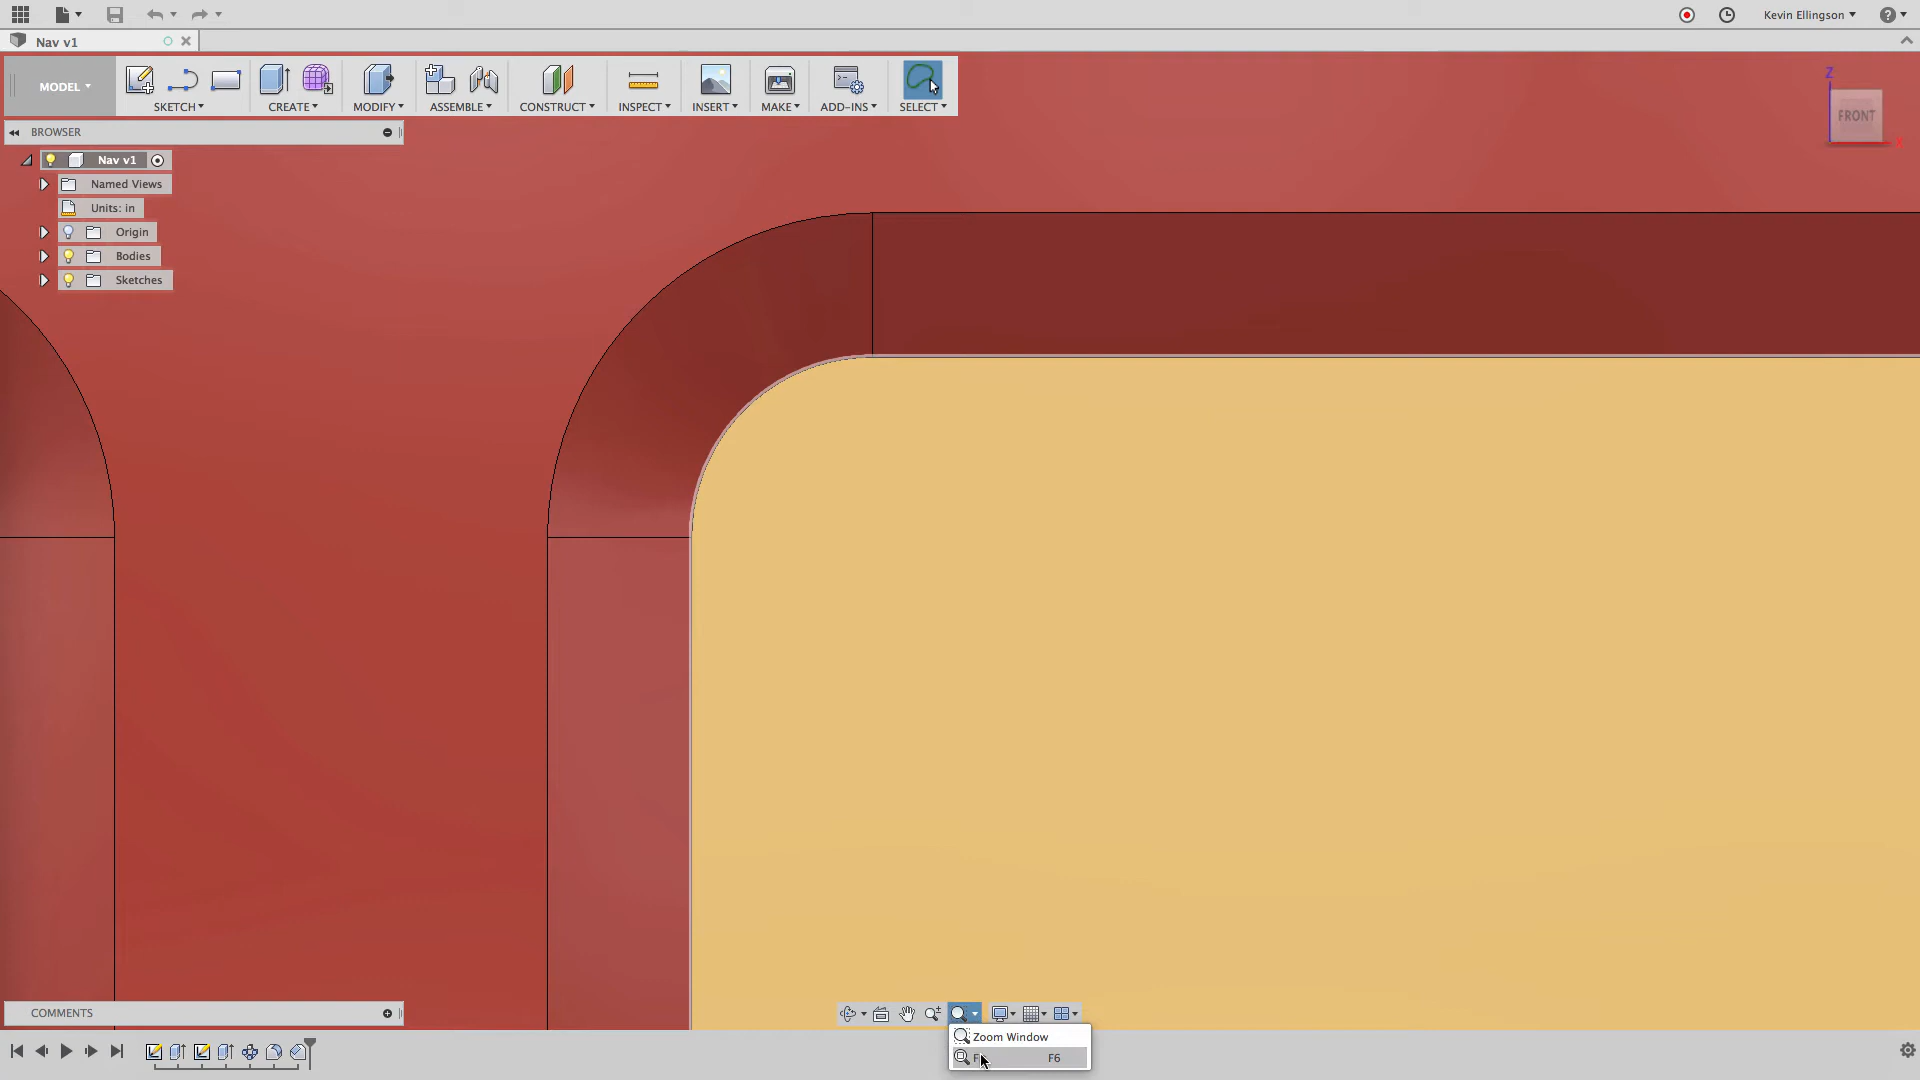 Kevin Ellingson
Nav v1
MODEL
SKETCH
CREATE
MODIFY
ASSEMBLE
CONSTRUCT
INSPECT
INSERT
MAKE
ADD-INS
SELECT
Z
FRONT
X
BROWSER
Nav v1
Named Views
Units: in
Origin
Bodies
Sketches
COMMENTS
Zoom Window
F6